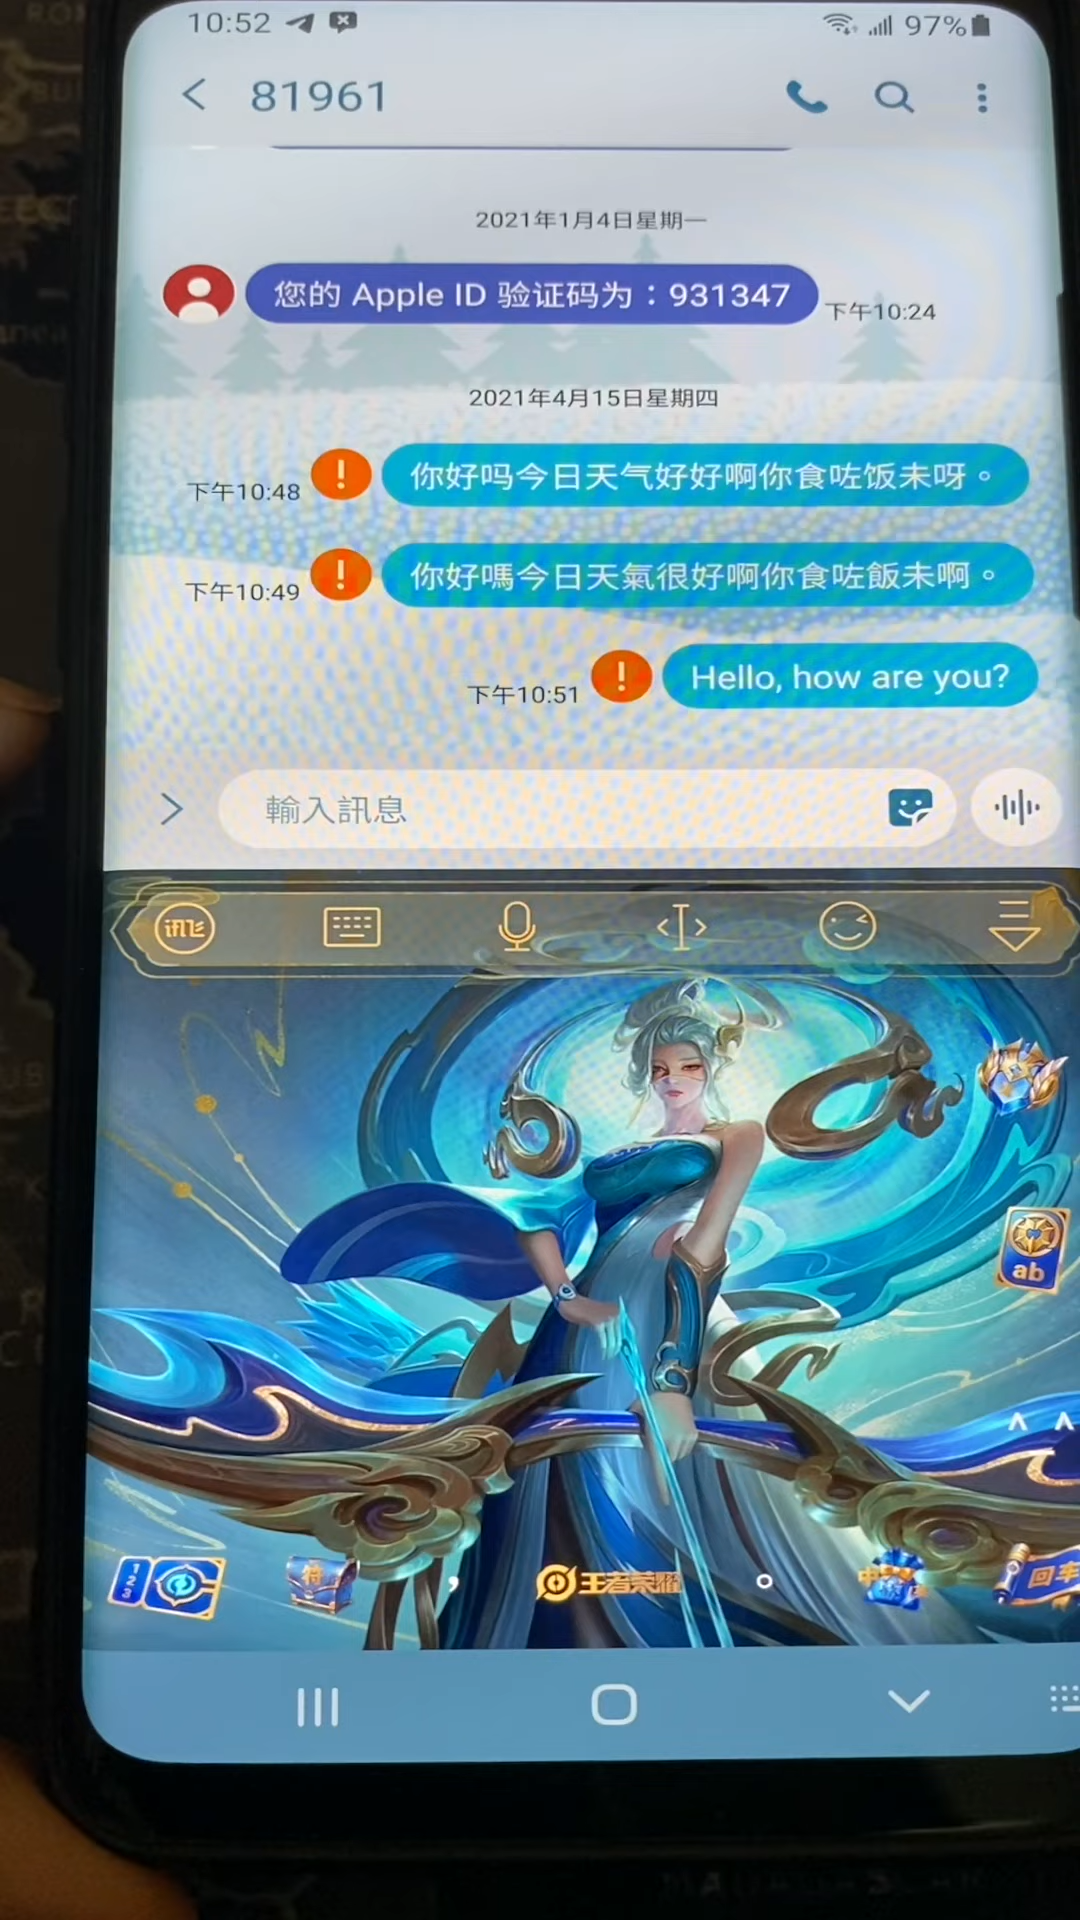 10:52
97%
81961
2021年1月4日星期一
您的 Apple ID 验证码为：931347
下午10:24
2021年4月15日星期四
下午10:48
你好吗今日天气好好啊你食咗饭未呀。
下午10:49
你好嗎今日天氣很好啊你食咗飯未啊。
下午10:51
Hello, how are you?
輸入訊息
讯飞
ab
123
符
，
王者荣耀
。
中
回车